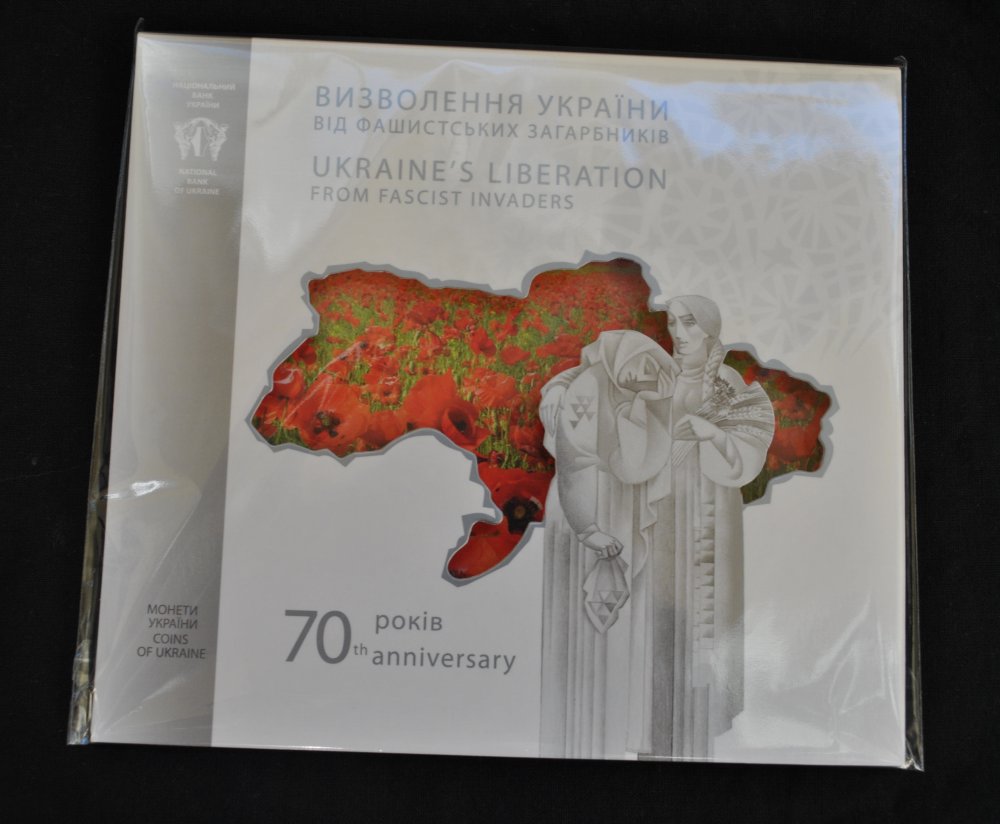 НАЦІОНАЛЬНИЙ
БАНК
УКРАЇНИ
NATIONAL
BANK
OF UKRAINE
ВИЗВОЛЕННЯ УКРАЇНИ
ВІД ФАШИСТСЬКИХ ЗАГАРБНИКІВ
UKRAINE'S LIBERATION
FROM FASCIST INVADERS
70 років
th anniversary
МОНЕТИ
УКРАЇНИ
COINS
OF UKRAINE